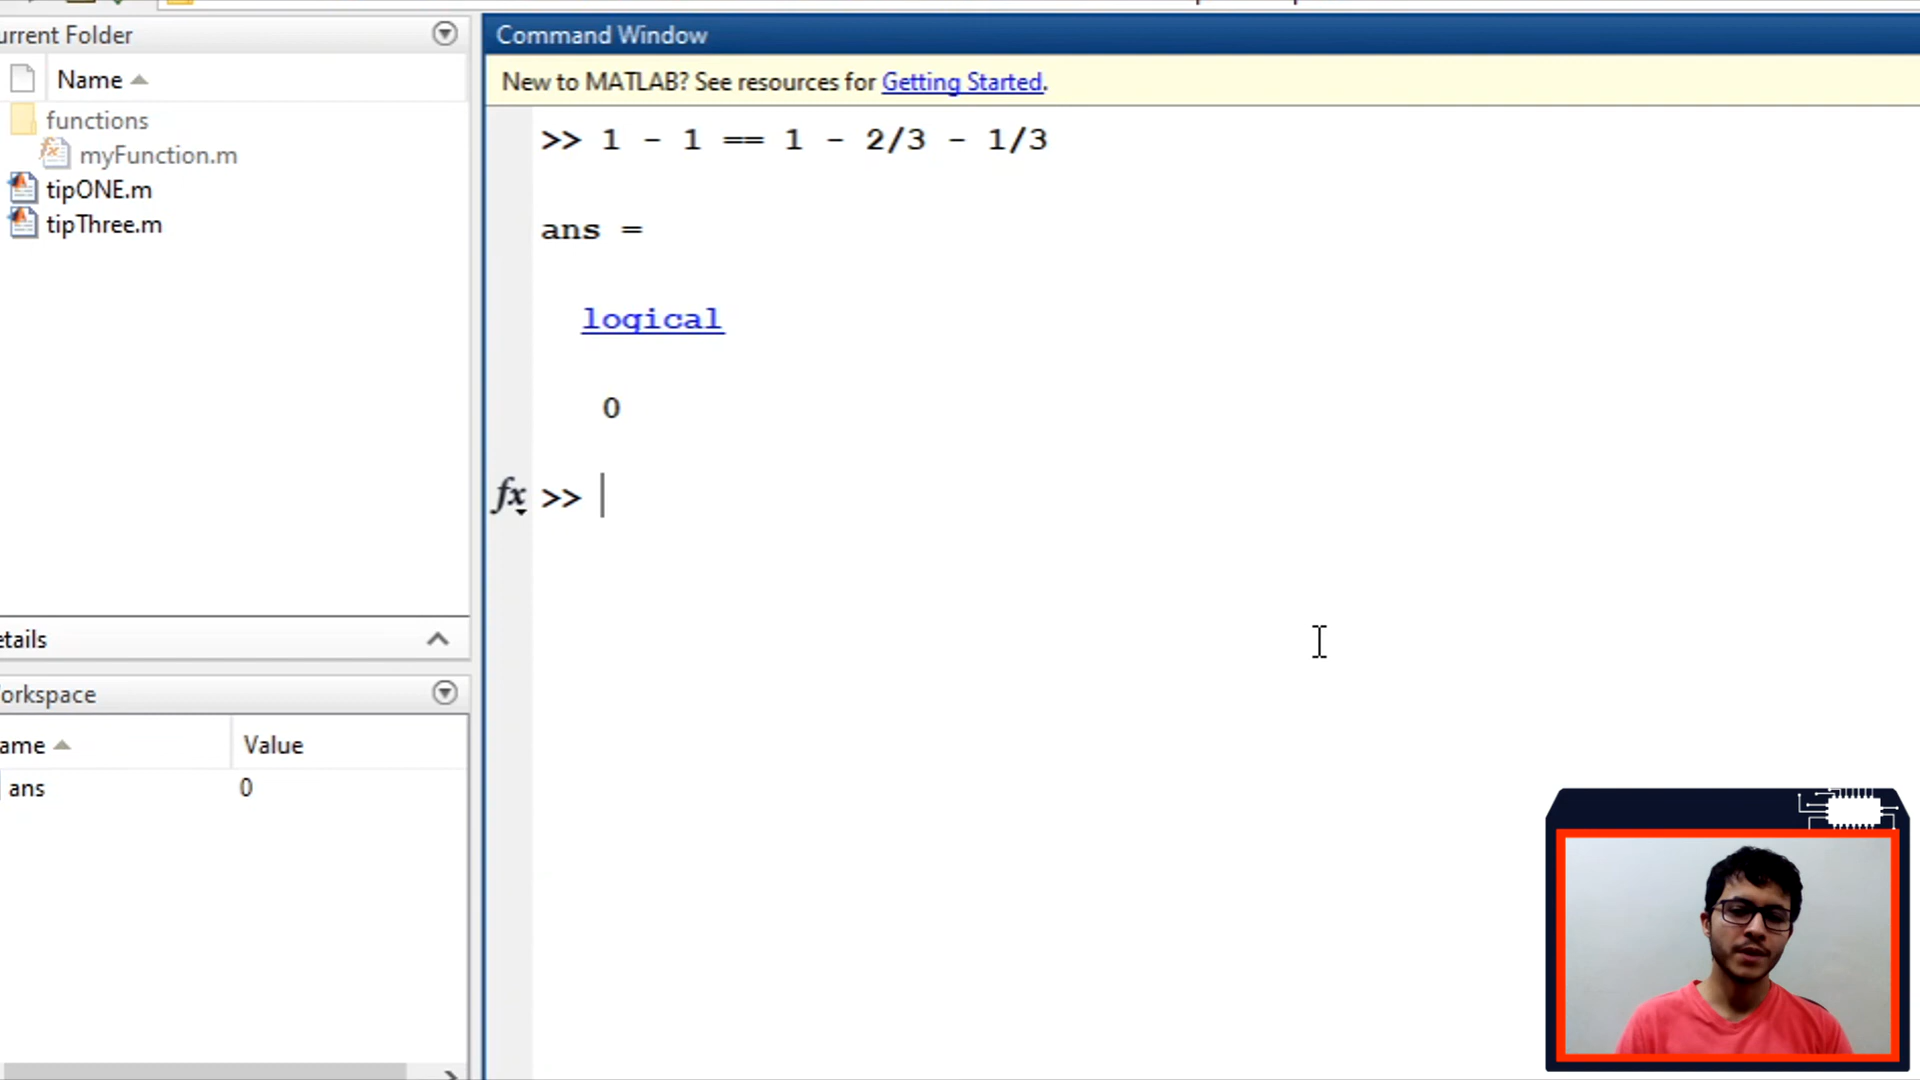 urrent Folder
Name
functions
myFunction.m
tipONE.m
tipThree.m
etails
orkspace
ame
Value
ans
0
Command Window
New to MATLAB? See resources for Getting Started.
>> 1 - 1 == 1 - 2/3 - 1/3
ans =
logical
0
fx >>